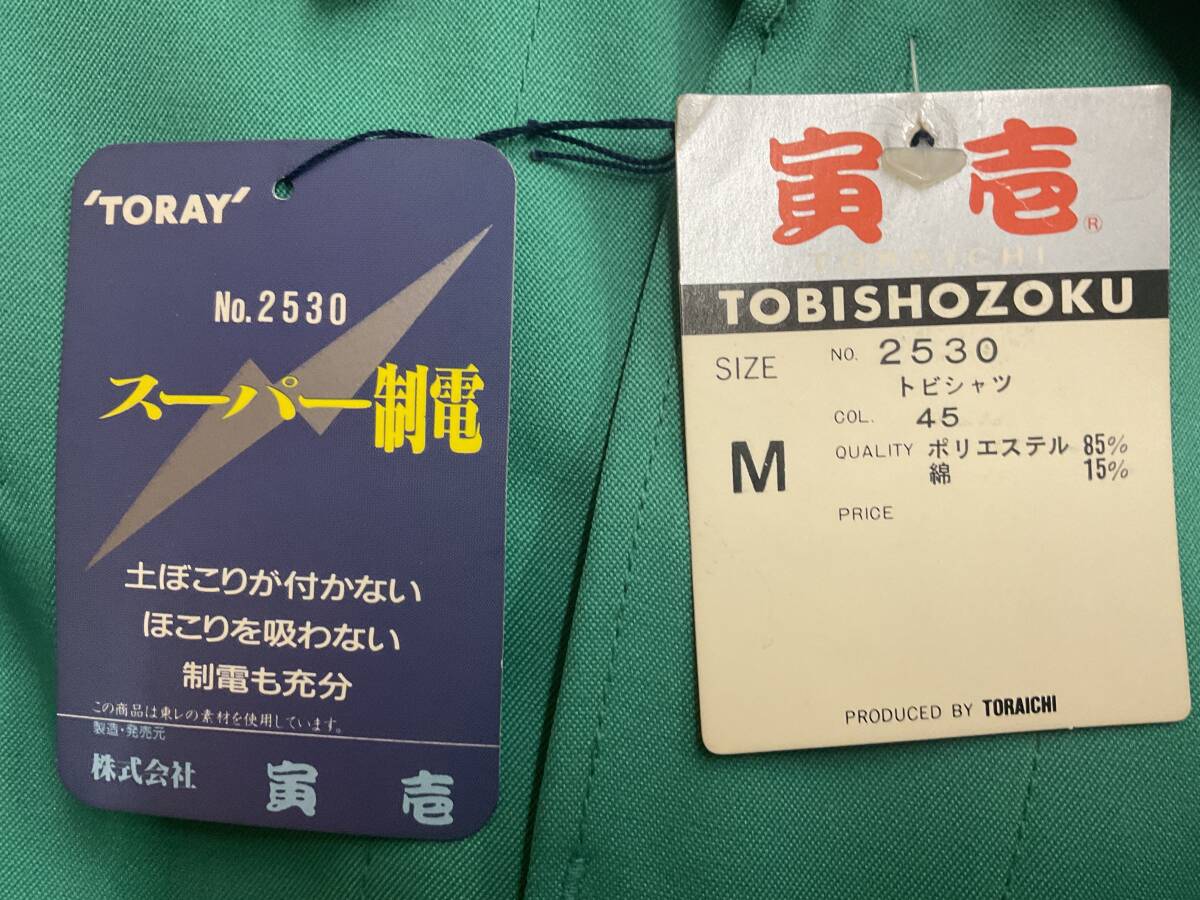 'TORAY'
No.2530
スーパー制電
土ぼこりが付かない
ほこりを吸わない
制電も充分
この商品は東レの素材を使用しています。
製造・発売元
株式会社 寅壱
寅壱®
TORAICHI
TOBISHOZOKU
SIZE
M
NO. 2530
トビシャツ
COL. 45
QUALITY ポリエステル 85%
綿 15%
PRICE
PRODUCED BY TORAICHI